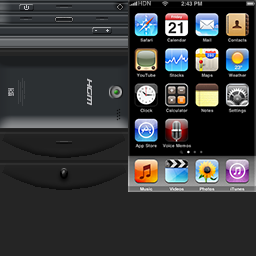 HDN 2:43 PM
Friday
21
Safari Calendar Mail Contacts
23°
YouTube Stocks Maps Weather
Clock Calculator Notes Settings
App Store Voice Memos
Music Videos Photos iTunes